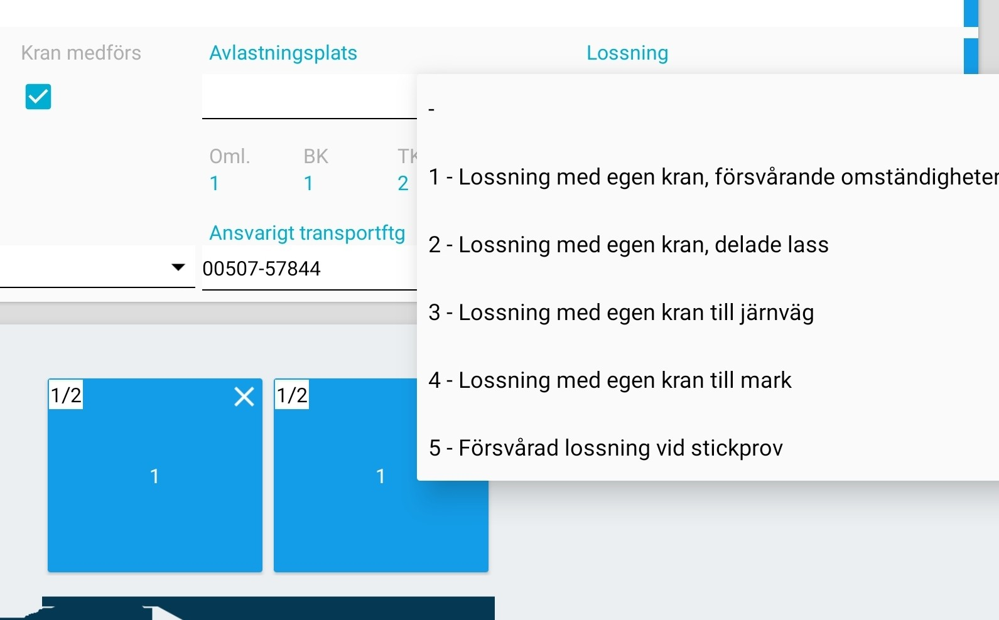 Kran medförs
Avlastningsplats
Lossning
-
Oml.
BK
TK
1
1
2
1 - Lossning med egen kran, försvårande omständigheter
2 - Lossning med egen kran, delade lass
Ansvarigt transportftg
00507-57844
3 - Lossning med egen kran till järnväg
4 - Lossning med egen kran till mark
5 - Försvårad lossning vid stickprov
1/2
1
1/2
1